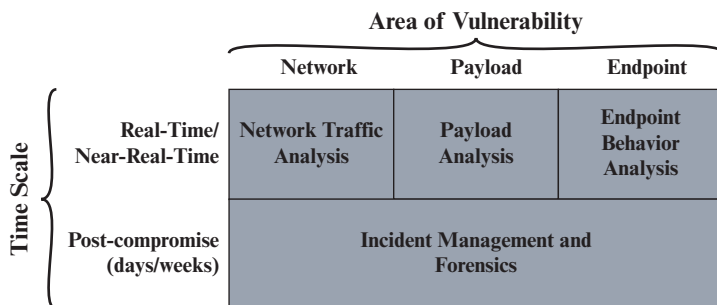 Area of Vulnerability
Network Payload Endpoint
Time Scale
Real-Time/
Near-Real-Time
Network Traffic
Analysis
Payload
Analysis
Endpoint
Behavior
Analysis
Post-compromise
(days/weeks)
Incident Management and
Forensics